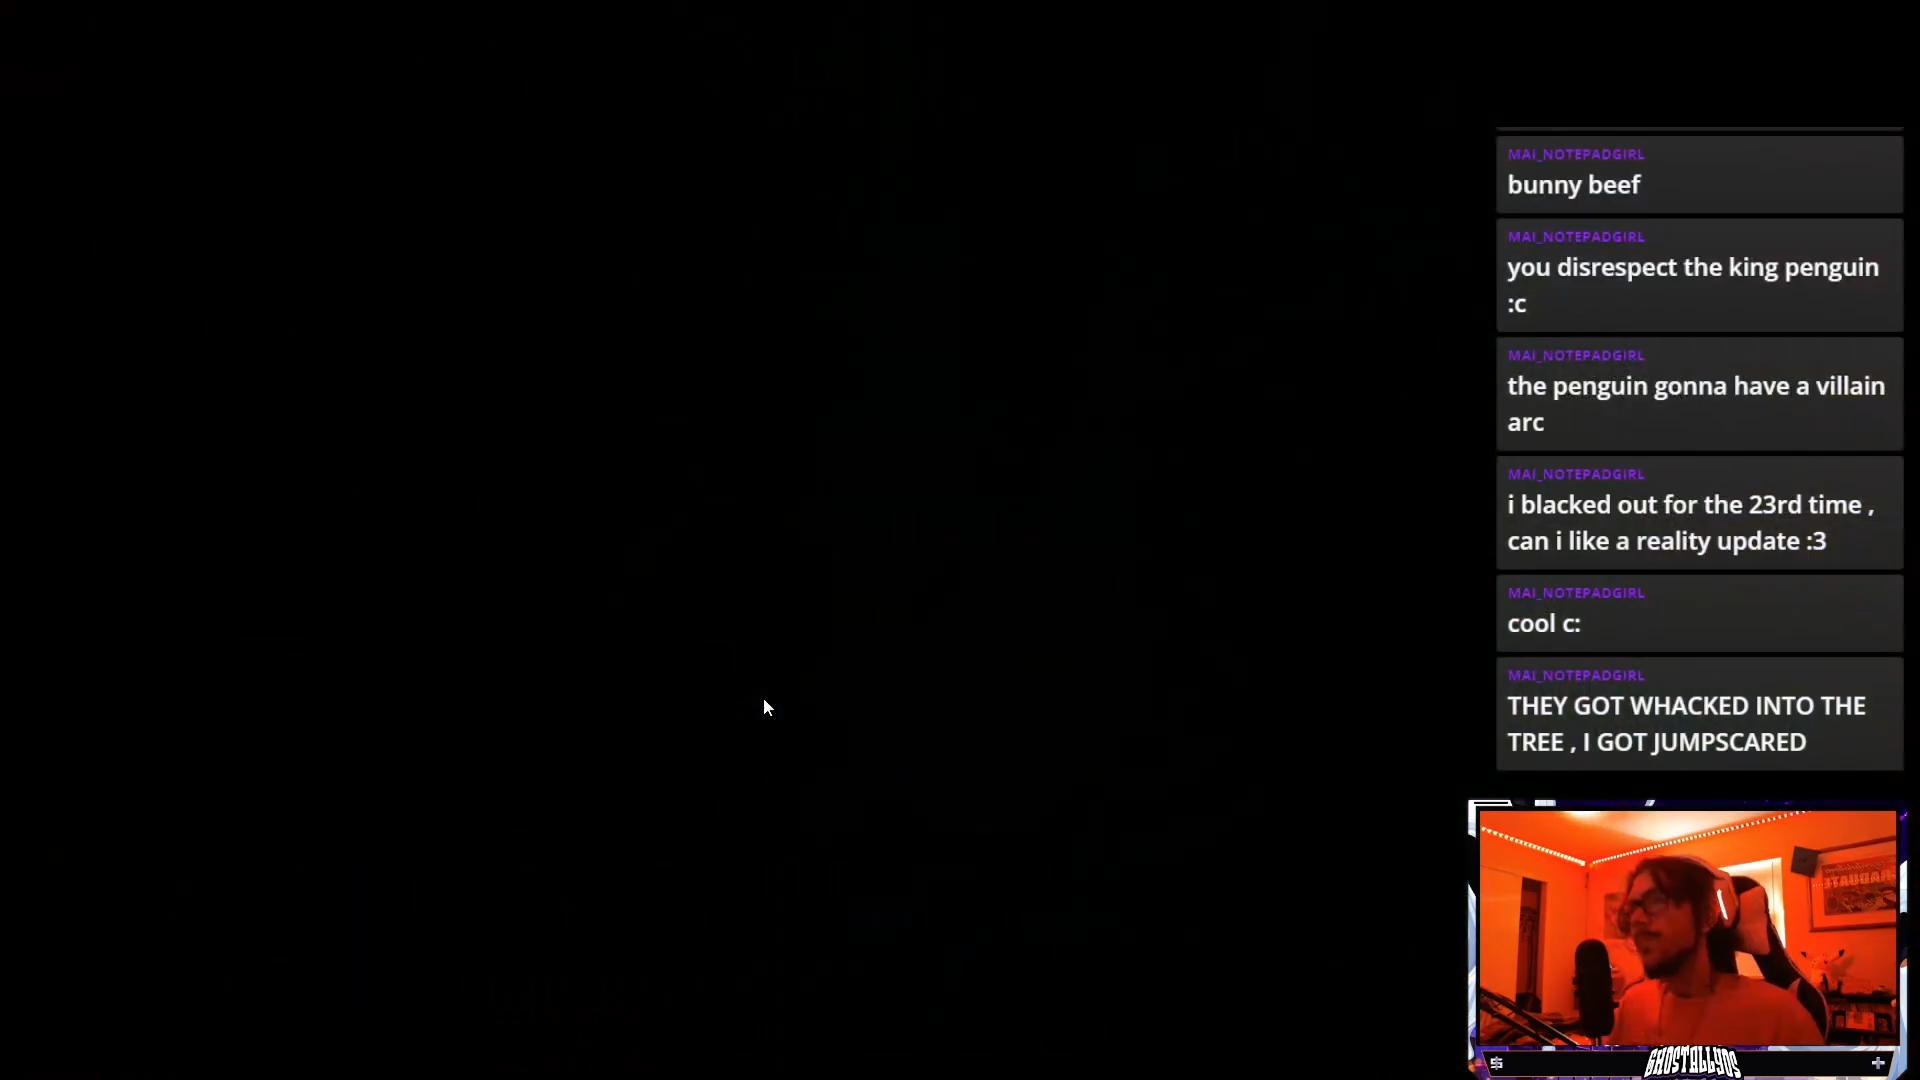 MAI_NOTEPADGIRL
bunny beef
MAI_NOTEPADGIRL
you disrespect the king penguin
:c
MAI_NOTEPADGIRL
the penguin gonna have a villain
arc
MAI_NOTEPADGIRL
i blacked out for the 23rd time ,
can i like a reality update :3
MAI_NOTEPADGIRL
cool c:
MAI_NOTEPADGIRL
THEY GOT WHACKED INTO THE
TREE , I GOT JUMPSCARED
GHOSTALLY05